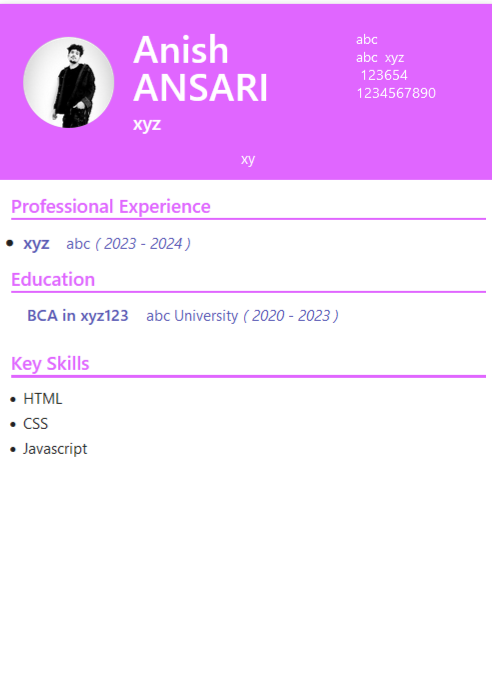 Anish
ANSARI
xyz
abc
abc xyz
123654
1234567890
xy
Professional Experience
• xyz abc ( 2023 - 2024 )
Education
BCA in xyz123 abc University ( 2020 - 2023 )
Key Skills
• HTML
• CSS
• Javascript